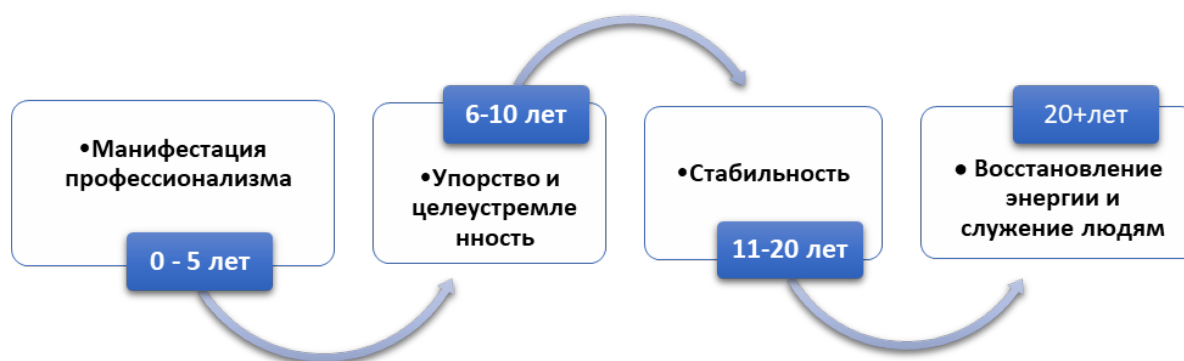 •Манифестация
профессионализма
0 - 5 лет
6-10 лет
•Упорство и
целеустремле
нность
•Стабильность
11-20 лет
20+лет
• Восстановление
энергии и
служение людям